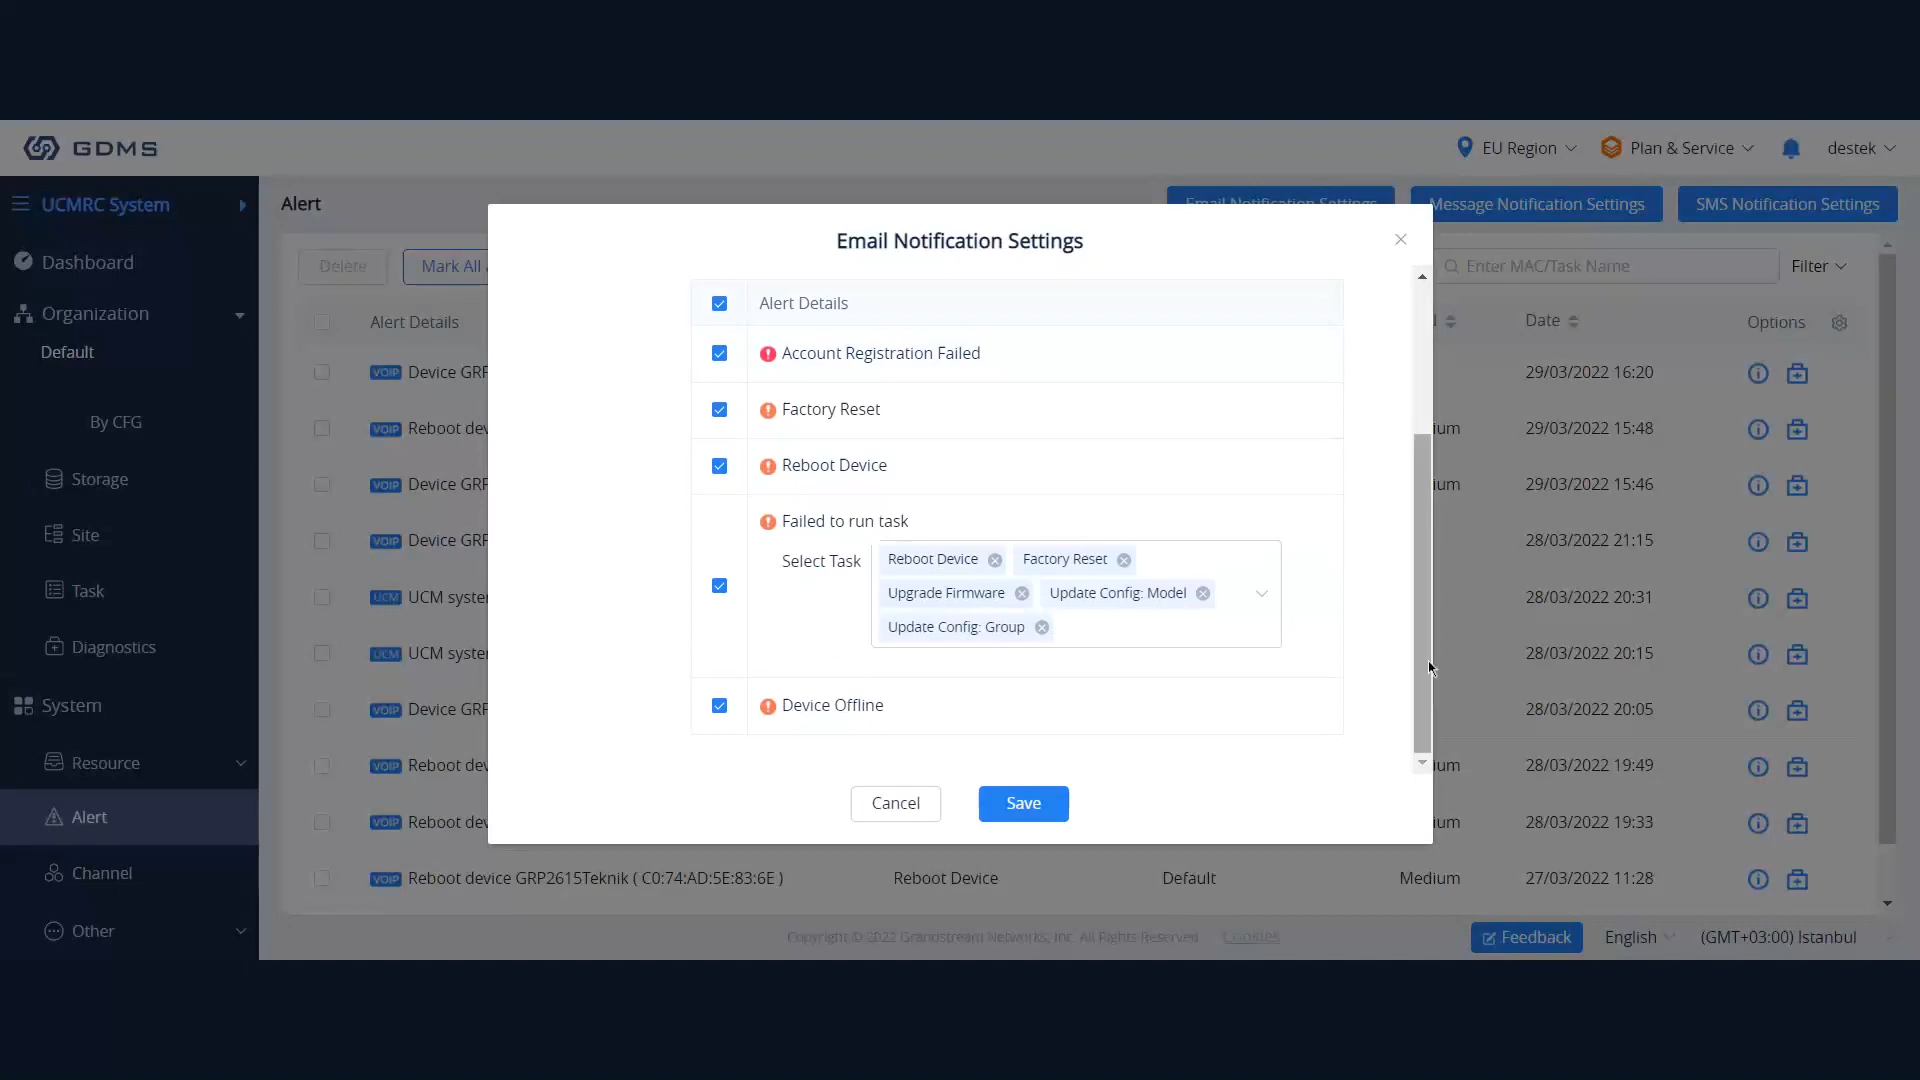 GDMS
EU Region
Plan & Service
destek
UCMRC System
Alert
Email Notification Settings
Message Notification Settings
SMS Notification Settings
Dashboard
Organization
Default
By CFG
Storage
Site
Task
Diagnostics
System
Resource
Alert
Channel
Other
Delete
Mark All
Enter MAC/Task Name
Filter
Alert Details
Date
Options
VOIP Device GRP
29/03/2022 16:20
VOIP Reboot dev
ium
29/03/2022 15:48
VOIP Device GRP
ium
29/03/2022 15:46
VOIP Device GRP
28/03/2022 21:15
UCM UCM syste
28/03/2022 20:31
UCM UCM syste
28/03/2022 20:15
VOIP Device GRP
28/03/2022 20:05
VOIP Reboot dev
ium
28/03/2022 19:49
VOIP Reboot dev
ium
28/03/2022 19:33
VOIP Reboot device GRP2615Teknik ( C0:74:AD:5E:83:6E )
Reboot Device
Default
Medium
27/03/2022 11:28
Email Notification Settings
Alert Details
Account Registration Failed
Factory Reset
Reboot Device
Failed to run task
Select Task
Reboot Device
Factory Reset
Upgrade Firmware
Update Config: Model
Update Config: Group
Device Offline
Cancel
Save
Copyright © 2022 Grandstream Networks, Inc. All Rights Reserved
Cookies
Feedback
English
(GMT+03:00) Istanbul